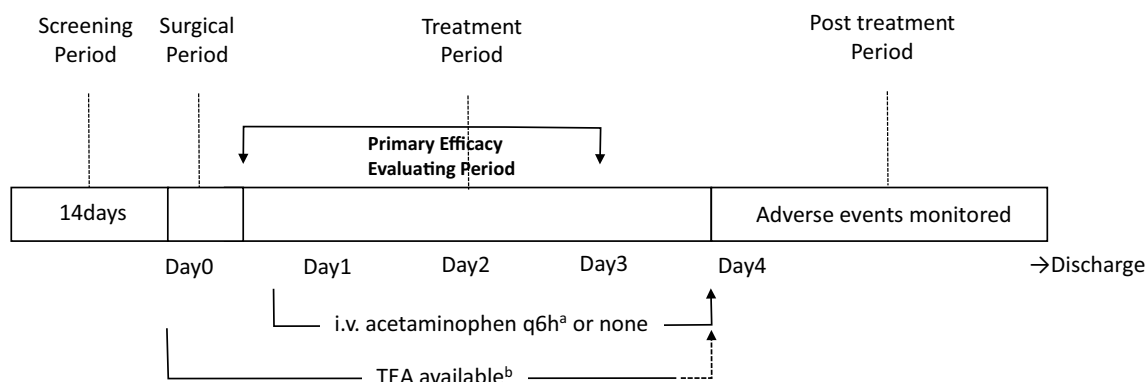 Screening Period
Surgical Period
Treatment Period
Post treatment Period
Primary Efficacy
Evaluating Period
14days
Adverse events monitored
Day0 Day1 Day2 Day3 Day4 →Discharge
i.v. acetaminophen q6hᵃ or none
TEA availableᵇ